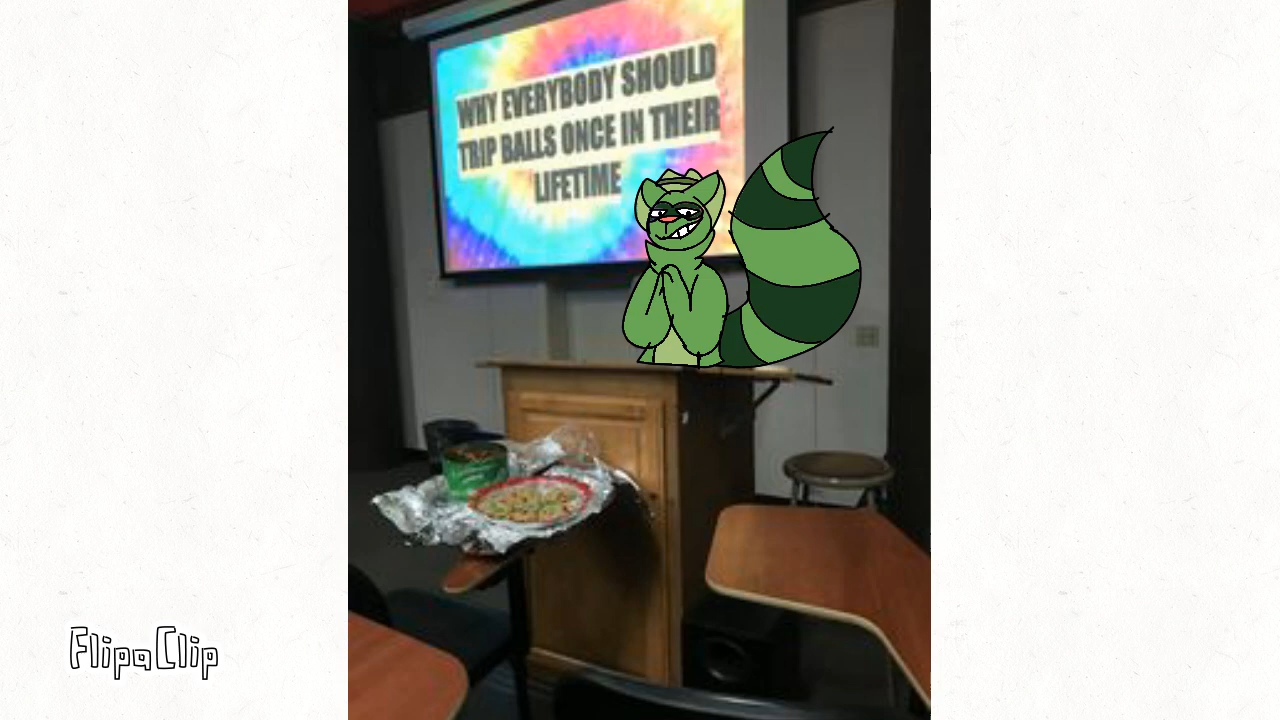 WHY EVERYBODY SHOULD
TRIP BALLS ONCE IN THEIR
LIFETIME
FlipaClip